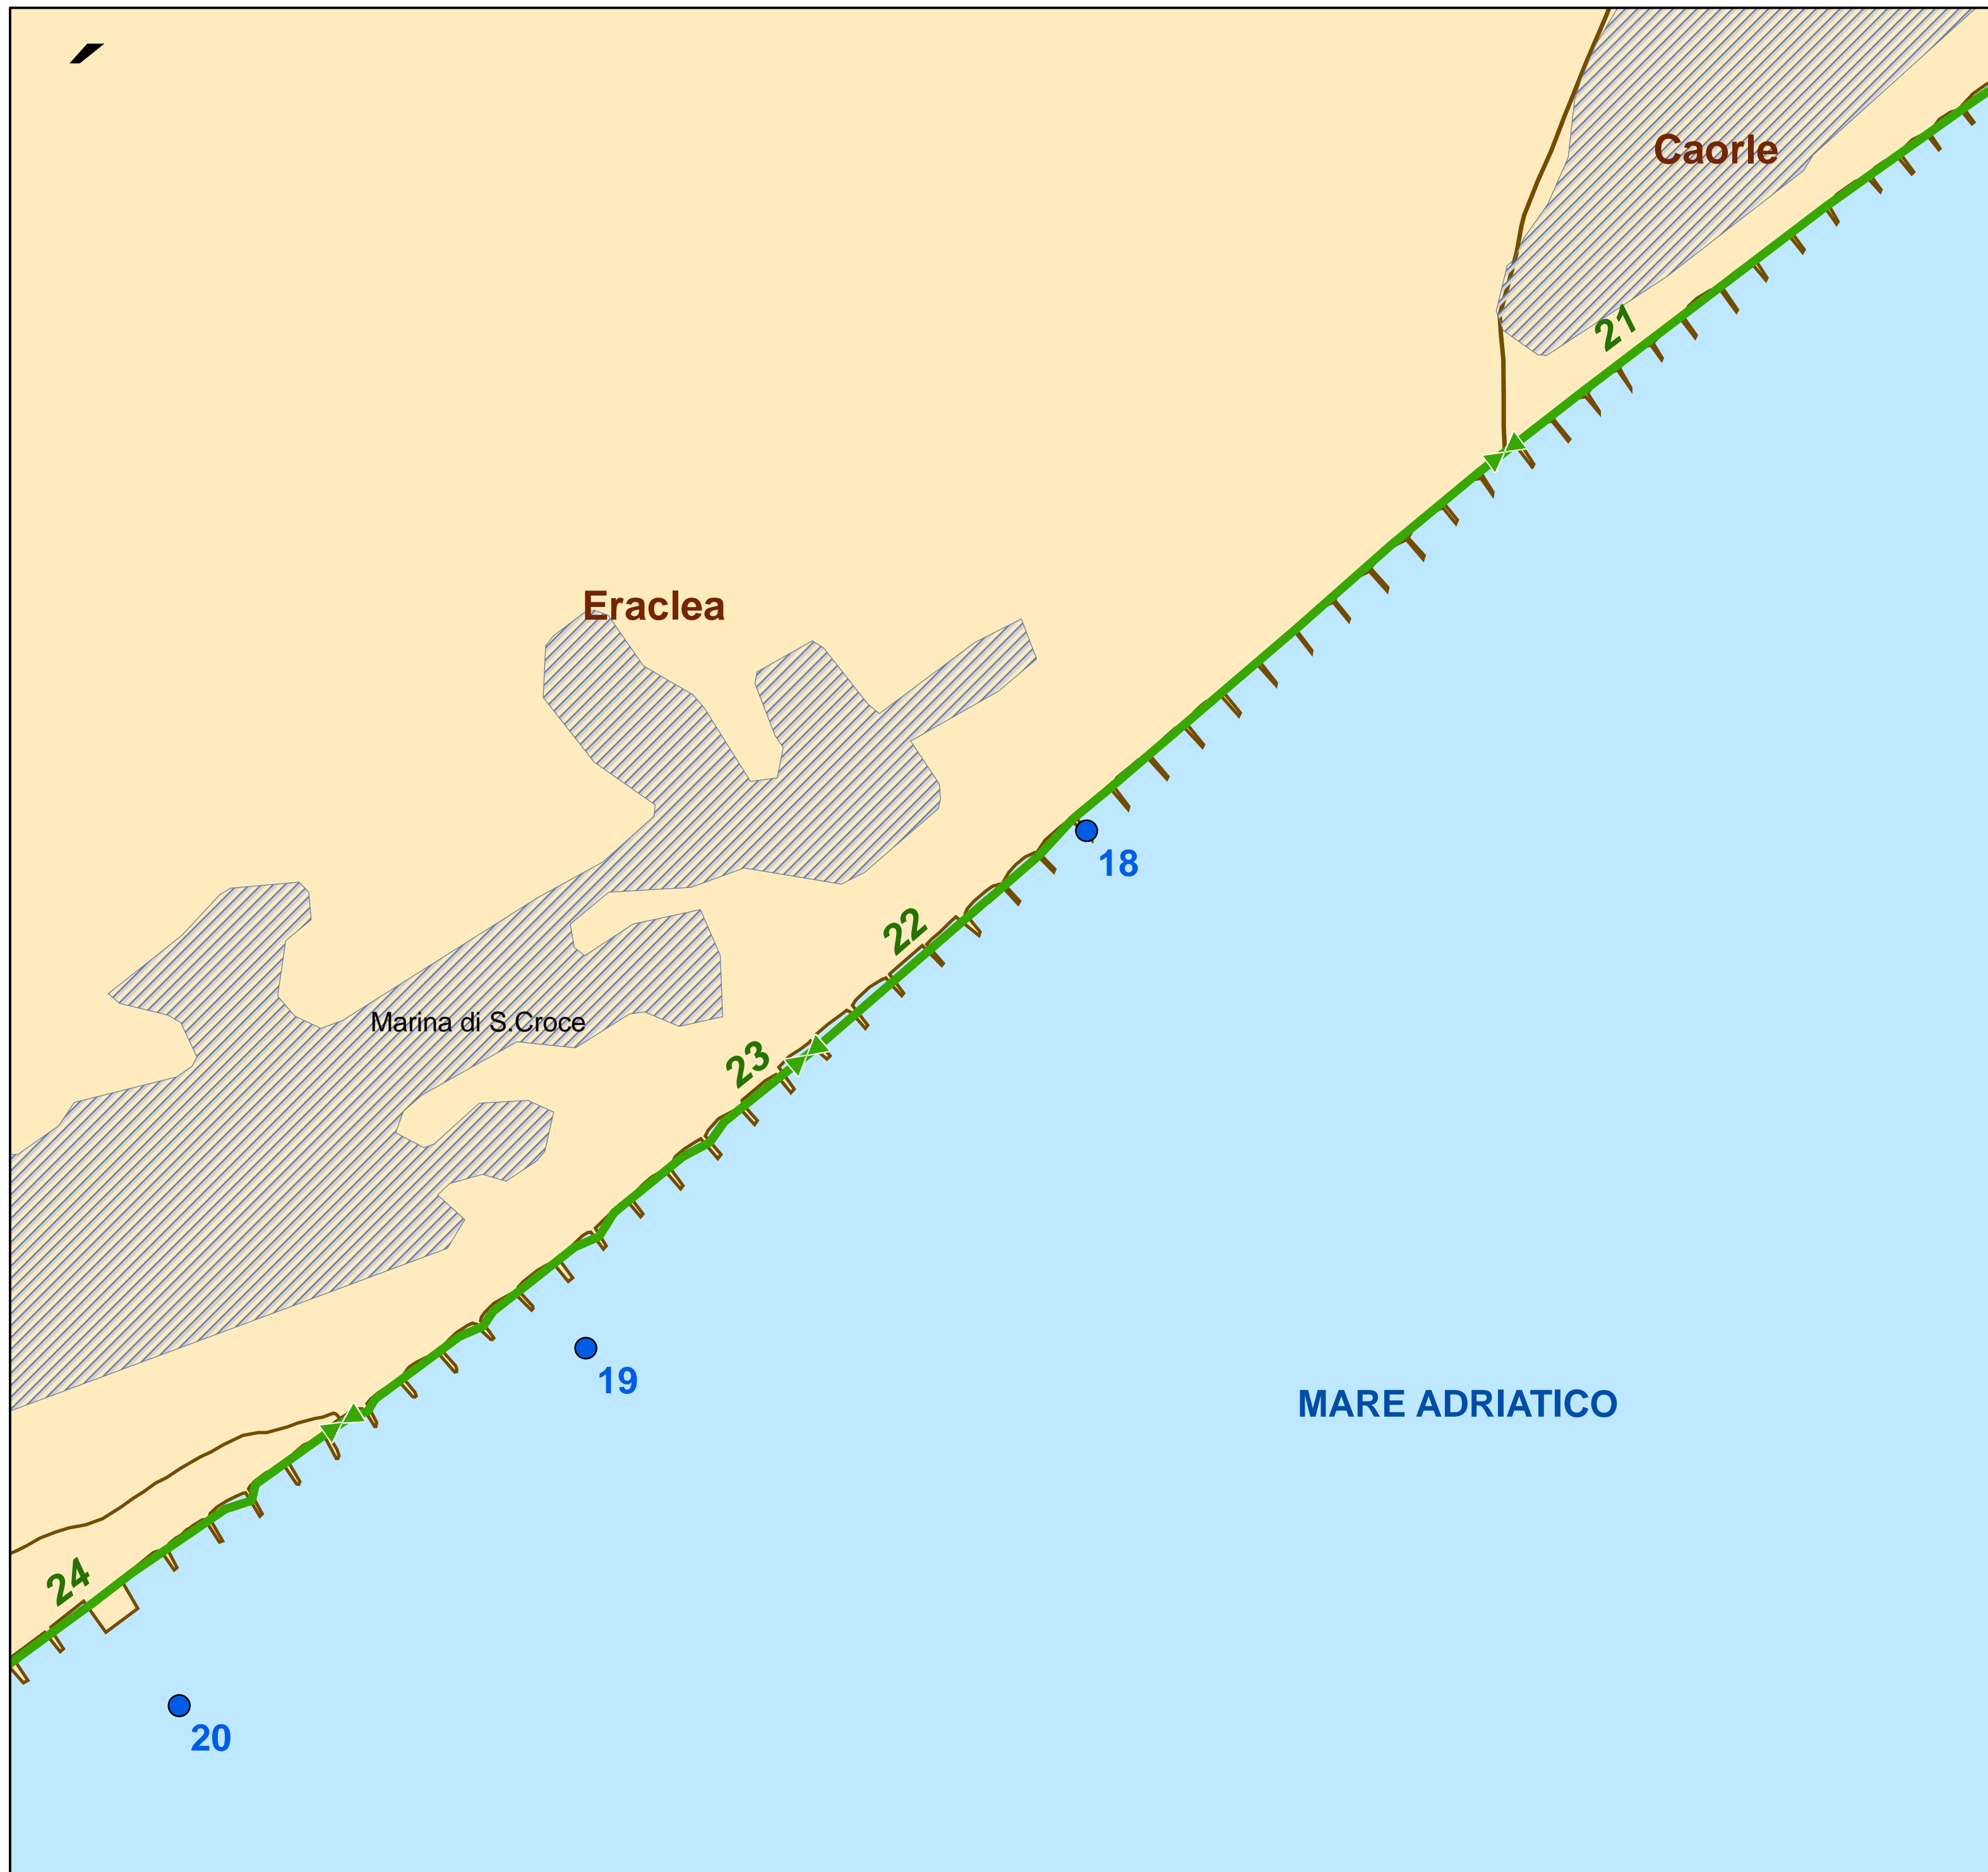 Caorle
21
Eraclea
18
22
Marina di S.Croce
23
19
MARE ADRIATICO
24
20